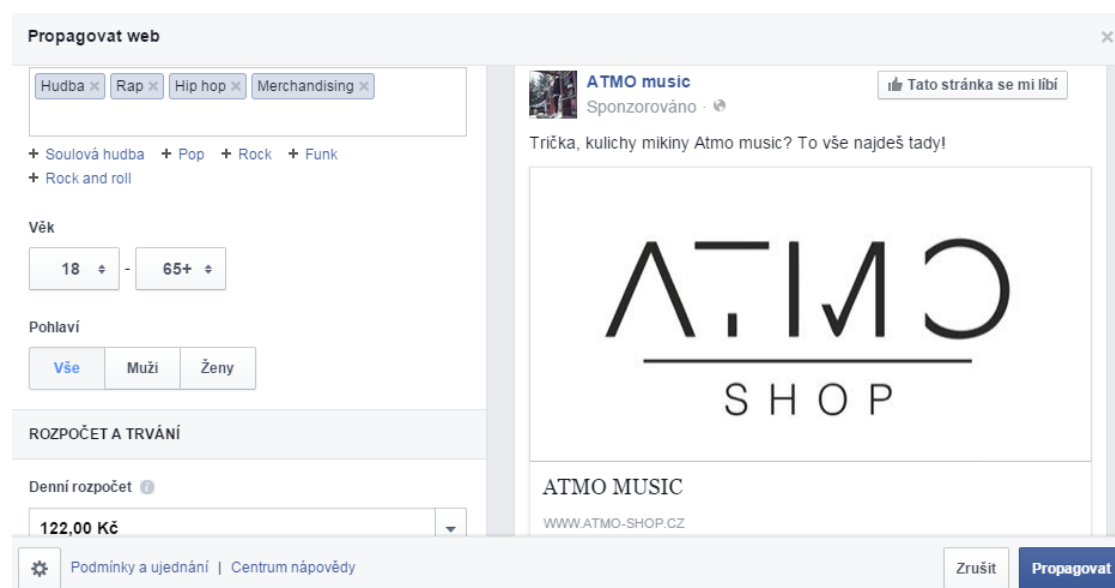 Propagovat web
Hudba
Rap
Hip hop
Merchandising
+ Soulová hudba + Pop + Rock + Funk
+ Rock and roll
Věk
18 - 65+
Pohlaví
Vše
Muži
Ženy
ROZPOČET A TRVÁNÍ
Denní rozpočet
122,00 Kč
ATMO music
Sponzorováno ·
Tato stránka se mi líbí
Trička, kulichy mikiny Atmo music? To vše najdeš tady!
ATMO
SHOP
ATMO MUSIC
WWW.ATMO-SHOP.CZ
Podmínky a ujednání | Centrum nápovědy
Zrušit
Propagovat